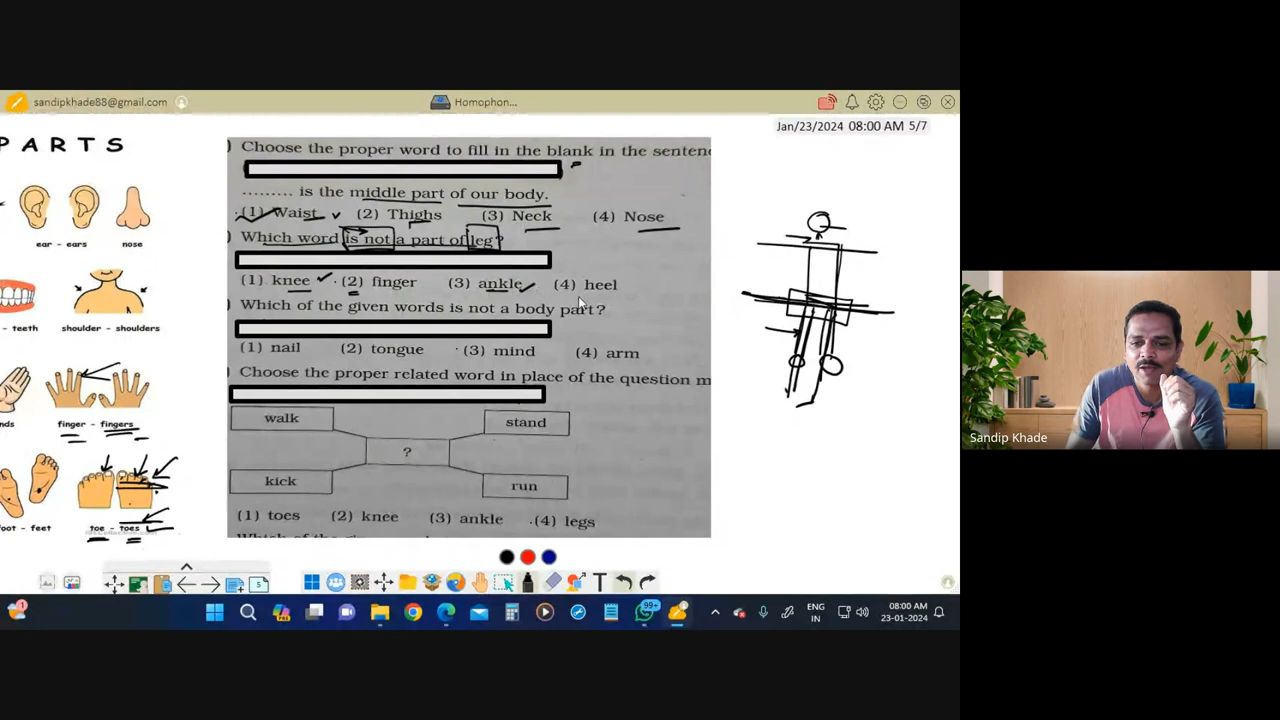 sandipkhade88@gmail.com
Homophon...
Jan/23/2024 08:00 AM 5/7
PARTS
ear - ears
nose
teeth
shoulder - shoulders
finger - fingers
foot - feet
toe - toes
) Choose the proper word to fill in the blank in the senten
......... is the middle part of our body.
(1) Waist (2) Thighs (3) Neck (4) Nose
) Which word is not a part of leg?
(1) knee (2) finger (3) ankle (4) heel
) Which of the given words is not a body part?
(1) nail (2) tongue (3) mind (4) arm
) Choose the proper related word in place of the question m
walk
stand
?
kick
run
(1) toes (2) knee (3) ankle (4) legs
Sandip Khade
5
T
1
99+
ENG
IN
08:00 AM
23-01-2024